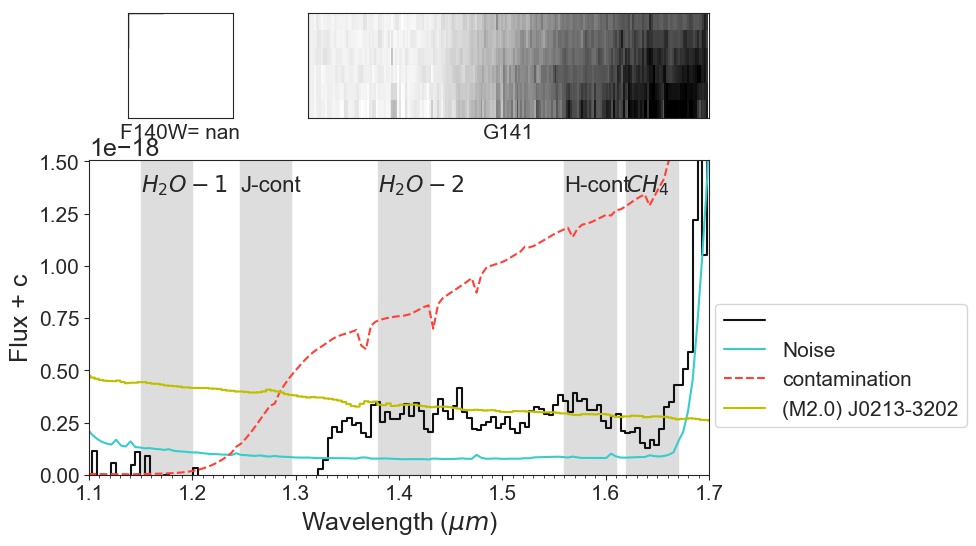 F140W= nan
G141
1e−18
H₂O − 1
J-cont
H₂O − 2
H-cont
CH₄
1.50
1.25
1.00
0.75
0.50
0.25
0.00
Flux + c
1.1
1.2
1.3
1.4
1.5
1.6
1.7
Wavelength (μm)
Noise
contamination
(M2.0) J0213-3202